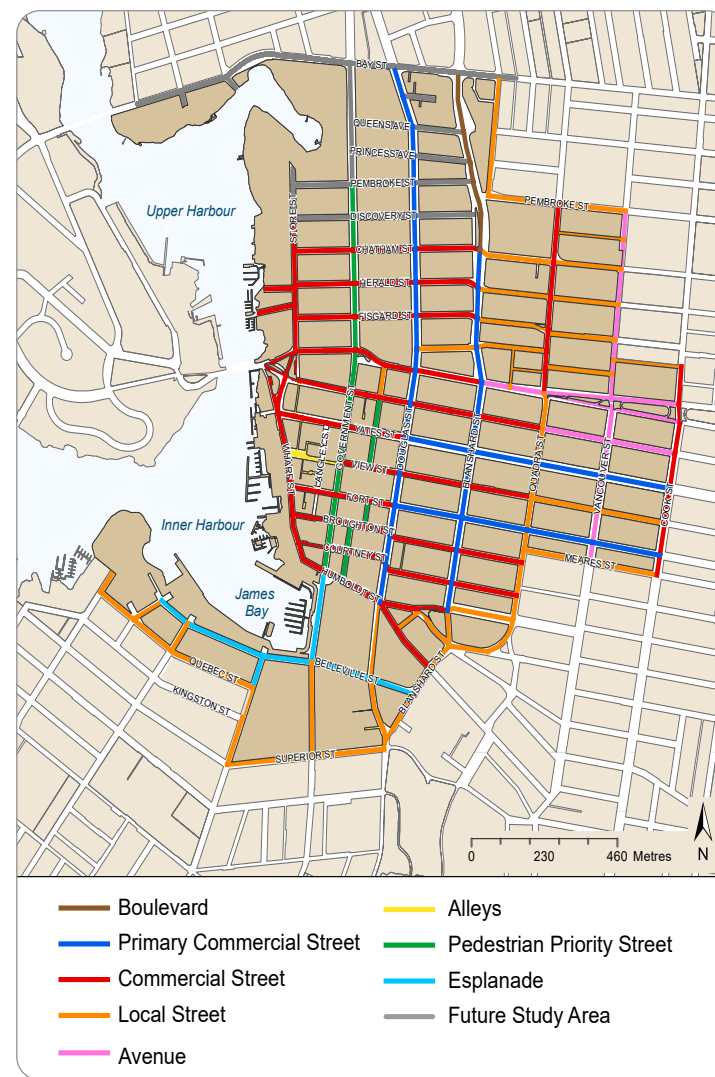 BAY ST
QUEENS AVE
PRINCESS AVE
PEMBROKE ST
PEMBROKE ST
Upper Harbour
STORE ST
DISCOVERY ST
CHATHAM ST
HERALD ST
FISGARD ST
GOVERNMENT ST
DOUGLAS ST
BLANSHARD ST
YATES ST
LANGLEY ST
WHARF ST
VIEW ST
QUADRA ST
VANCOUVER ST
COOK ST
FORT ST
Inner Harbour
BROUGHTON ST
COURTNEY ST
MEARES ST
HUMBOLDT ST
James
Bay
BELLEVILLE ST
QUEBEC ST
BLANSHARD ST
KINGSTON ST
SUPERIOR ST
0 230 460 Metres
N
Boulevard
Primary Commercial Street
Commercial Street
Local Street
Avenue
Alleys
Pedestrian Priority Street
Esplanade
Future Study Area